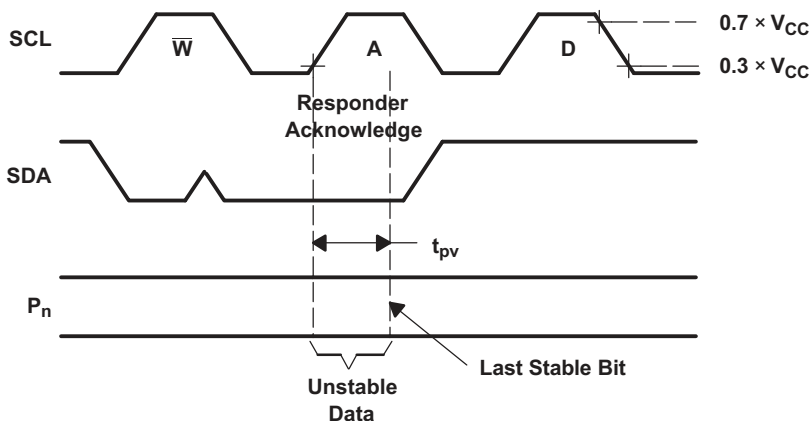 SCL
W̅
A
D
0.7 × VCC
0.3 × VCC
Responder
Acknowledge
SDA
tpv
Pn
Last Stable Bit
Unstable
Data